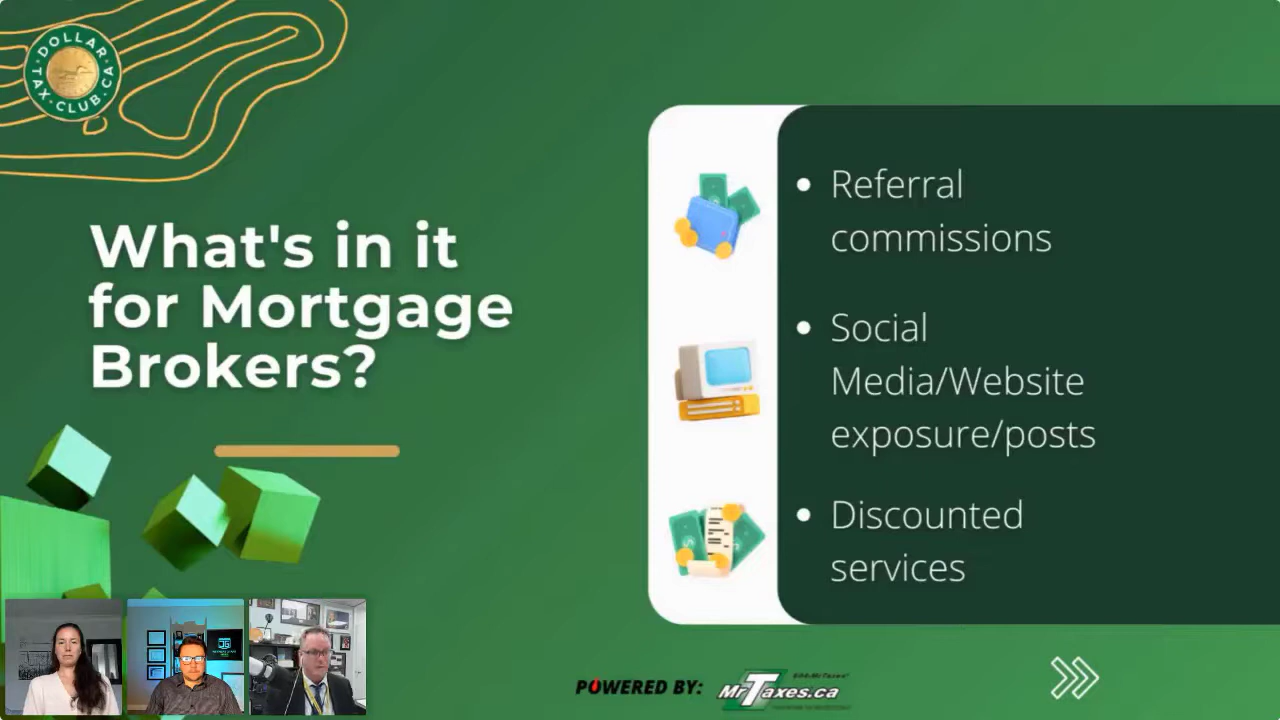 DOLLAR
TAX·CLUB.CA
What's in it
for Mortgage
Brokers?
• Referral
commissions
• Social
Media/Website
exposure/posts
• Discounted
services
POWERED BY:
MrTaxes.ca